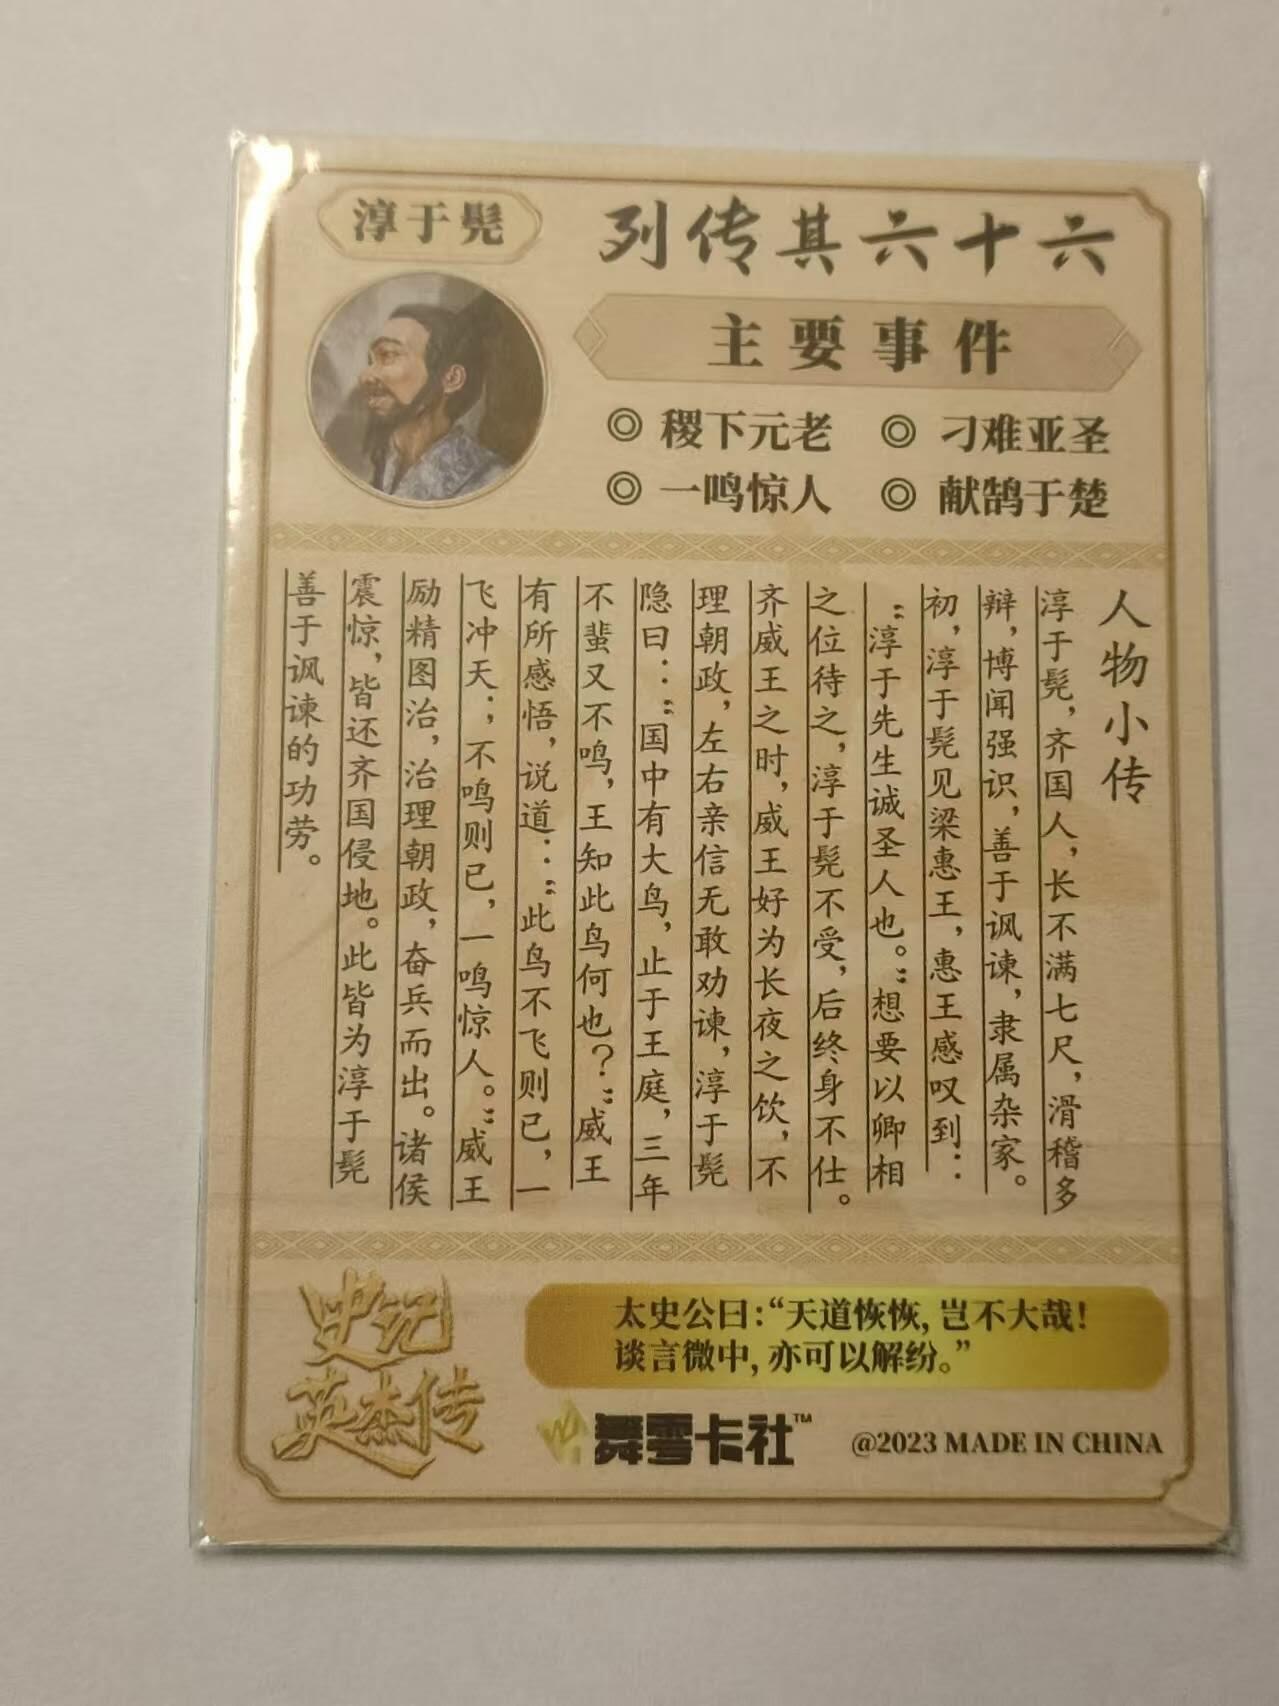 淳于髡
列传其六十六
主要事件
◎ 稷下元老 ◎ 刁难亚圣
◎ 一鸣惊人 ◎ 献鹄于楚
人物小传
淳于髡，齐国人，长不满七尺，滑稽多
辩，博闻强识，善于讽谏，隶属杂家。
初，淳于髡见梁惠王，惠王感叹到：
“淳于先生诚圣人也。”想要以卿相
之位待之，淳于髡不受，后终身不仕。
齐威王之时，威王好为长夜之饮，不
理朝政，左右亲信无敢劝谏，淳于髡
隐曰：“国中有大鸟，止于王庭，三年
不蜚又不鸣，王知此鸟何也？”威王
有所感悟，说道：“此鸟不飞则已，一
飞冲天；不鸣则已，一鸣惊人。”威王
励精图治，治理朝政，奋兵而出。诸侯
震惊，皆还齐国侵地。此皆为淳于髡
善于讽谏的功劳。
史记
英杰传
太史公曰：“天道恢恢，岂不大哉！
谈言微中，亦可以解纷。”
舞雩卡社™
@2023 MADE IN CHINA